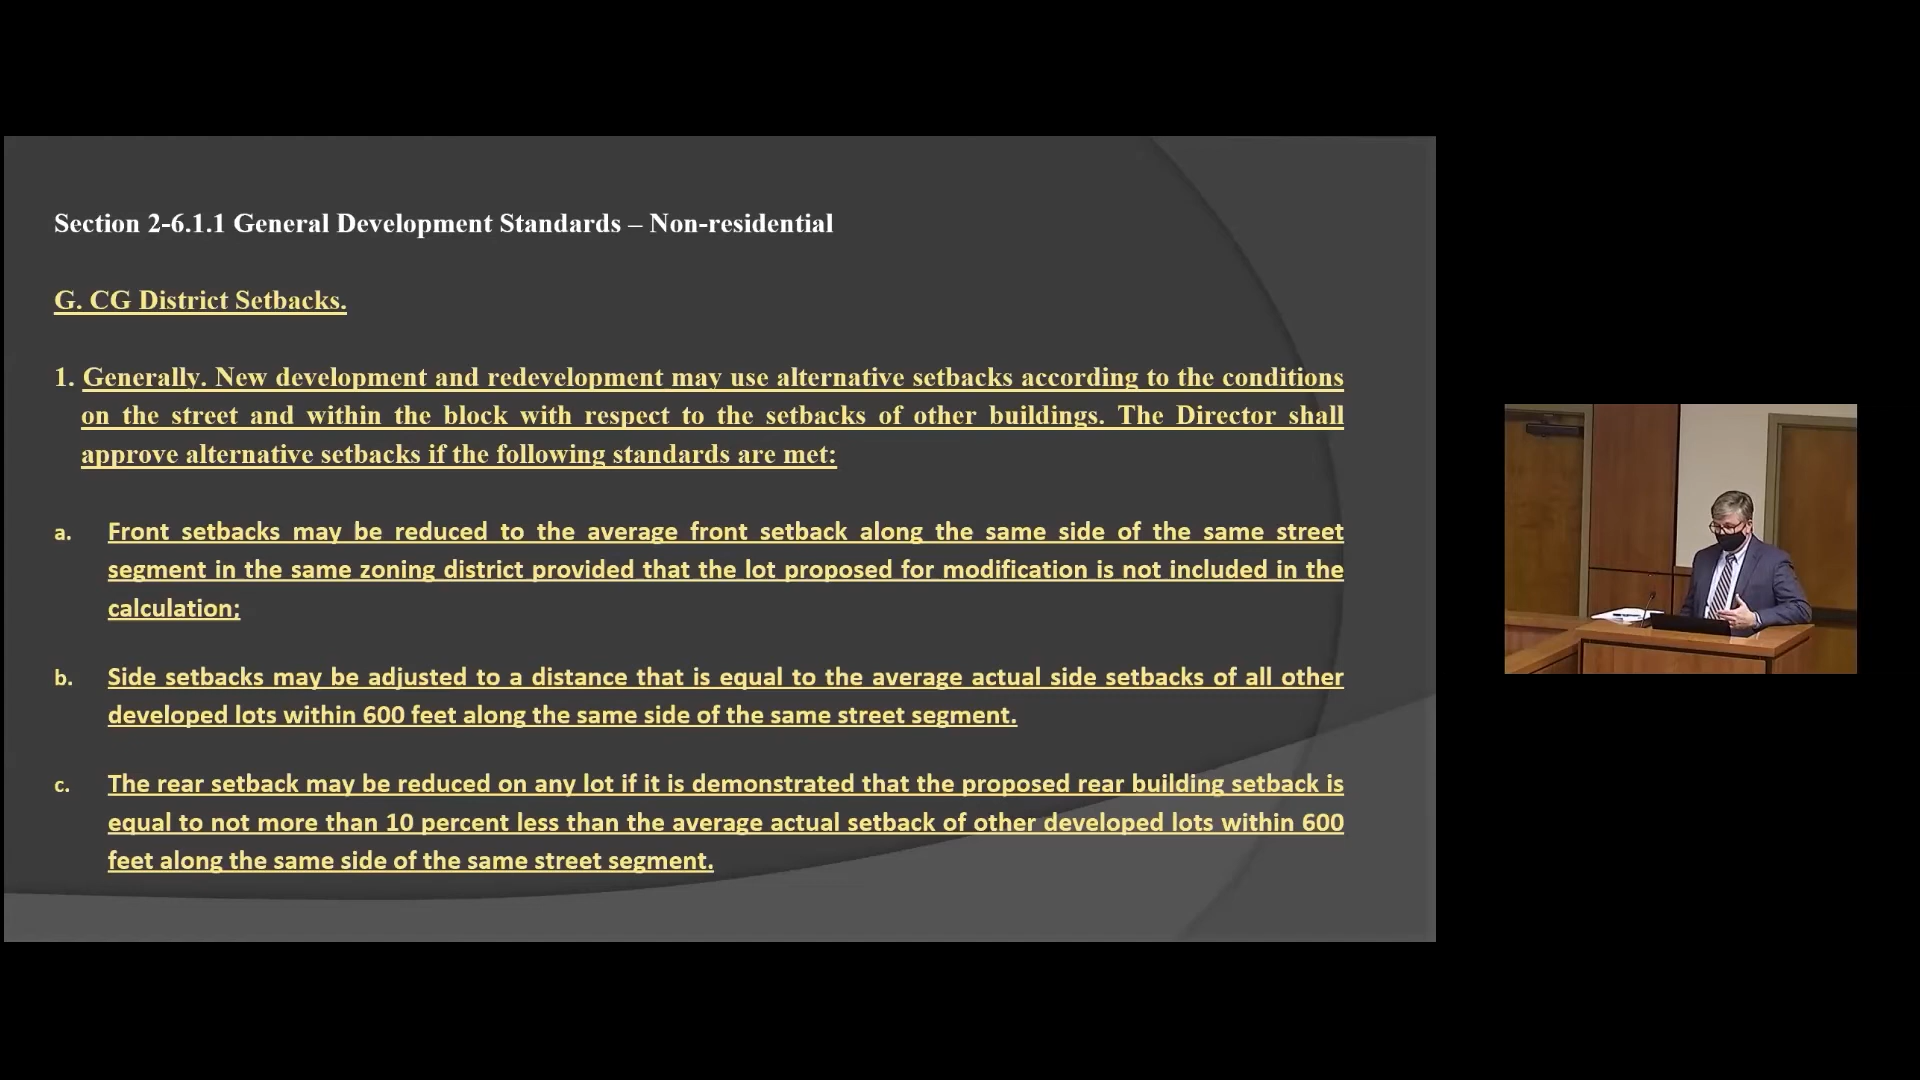 Section 2-6.1.1 General Development Standards – Non-residential
G. CG District Setbacks.
1. Generally. New development and redevelopment may use alternative setbacks according to the conditions
on the street and within the block with respect to the setbacks of other buildings. The Director shall
approve alternative setbacks if the following standards are met:
a. Front setbacks may be reduced to the average front setback along the same side of the same street
segment in the same zoning district provided that the lot proposed for modification is not included in the
calculation;
b. Side setbacks may be adjusted to a distance that is equal to the average actual side setbacks of all other
developed lots within 600 feet along the same side of the same street segment.
c. The rear setback may be reduced on any lot if it is demonstrated that the proposed rear building setback is
equal to not more than 10 percent less than the average actual setback of other developed lots within 600
feet along the same side of the same street segment.